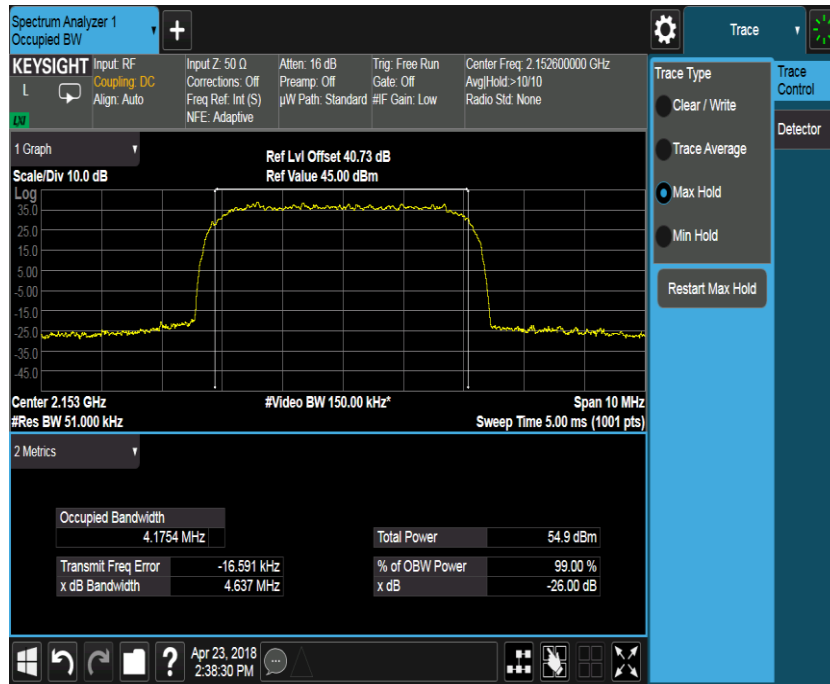 Spectrum Analyzer 1
Occupied BW
+
Trace
KEYSIGHT
L
LXI
Input: RF
Coupling: DC
Align: Auto
Input Z: 50 Ω
Corrections: Off
Freq Ref: Int (S)
NFE: Adaptive
Atten: 16 dB
Preamp: Off
µW Path: Standard
Trig: Free Run
Gate: Off
#IF Gain: Low
Center Freq: 2.152600000 GHz
Avg|Hold:>10/10
Radio Std: None
Trace Type
Clear / Write
Trace Average
Max Hold
Min Hold
Restart Max Hold
Trace
Control
Detector
1 Graph
Scale/Div 10.0 dB
Ref Lvl Offset 40.73 dB
Ref Value 45.00 dBm
Log
35.0
25.0
15.0
5.00
-5.00
-15.0
-25.0
-35.0
-45.0
Center 2.153 GHz
#Video BW 150.00 kHz*
Span 10 MHz
#Res BW 51.000 kHz
Sweep Time 5.00 ms (1001 pts)
2 Metrics
Occupied Bandwidth
4.1754 MHz
Total Power 54.9 dBm
Transmit Freq Error -16.591 kHz
% of OBW Power 99.00 %
x dB Bandwidth 4.637 MHz
x dB -26.00 dB
?
Apr 23, 2018
2:38:30 PM